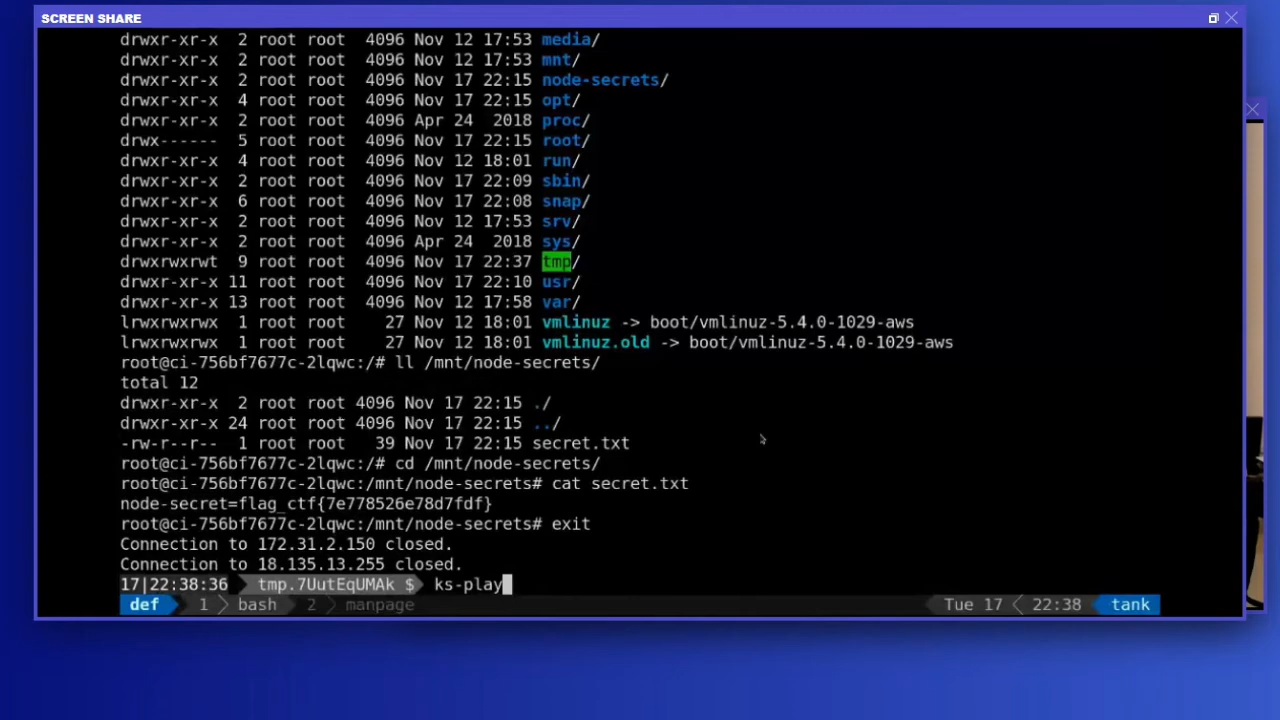 SCREEN SHARE
drwxr-xr-x  2 root root  4096 Nov 12 17:53 media/
drwxr-xr-x  2 root root  4096 Nov 12 17:53 mnt/
drwxr-xr-x  2 root root  4096 Nov 17 22:15 node-secrets/
drwxr-xr-x  4 root root  4096 Nov 17 22:15 opt/
drwxr-xr-x  2 root root  4096 Apr 24  2018 proc/
drwx------  5 root root  4096 Nov 17 22:15 root/
drwxr-xr-x  4 root root  4096 Nov 12 18:01 run/
drwxr-xr-x  2 root root  4096 Nov 17 22:09 sbin/
drwxr-xr-x  6 root root  4096 Nov 17 22:08 snap/
drwxr-xr-x  2 root root  4096 Nov 12 17:53 srv/
drwxr-xr-x  2 root root  4096 Apr 24  2018 sys/
drwxrwxrwt  9 root root  4096 Nov 17 22:37 tmp/
drwxr-xr-x 11 root root  4096 Nov 17 22:10 usr/
drwxr-xr-x 13 root root  4096 Nov 12 17:58 var/
lrwxrwxrwx  1 root root    27 Nov 12 18:01 vmlinuz -> boot/vmlinuz-5.4.0-1029-aws
lrwxrwxrwx  1 root root    27 Nov 12 18:01 vmlinuz.old -> boot/vmlinuz-5.4.0-1029-aws
root@ci-756bf7677c-2lqwc:/# ll /mnt/node-secrets/
total 12
drwxr-xr-x  2 root root 4096 Nov 17 22:15 ./
drwxr-xr-x 24 root root 4096 Nov 17 22:15 ../
-rw-r--r--  1 root root   39 Nov 17 22:15 secret.txt
root@ci-756bf7677c-2lqwc:/# cd /mnt/node-secrets/
root@ci-756bf7677c-2lqwc:/mnt/node-secrets# cat secret.txt
node-secret=flag_ctf{7e778526e78d7fdf}
root@ci-756bf7677c-2lqwc:/mnt/node-secrets# exit
Connection to 172.31.2.150 closed.
Connection to 18.135.13.255 closed.
17|22:38:36 tmp.7UutEqUMAk $ ks-play
def 1 bash 2 manpage Tue 17 22:38 tank